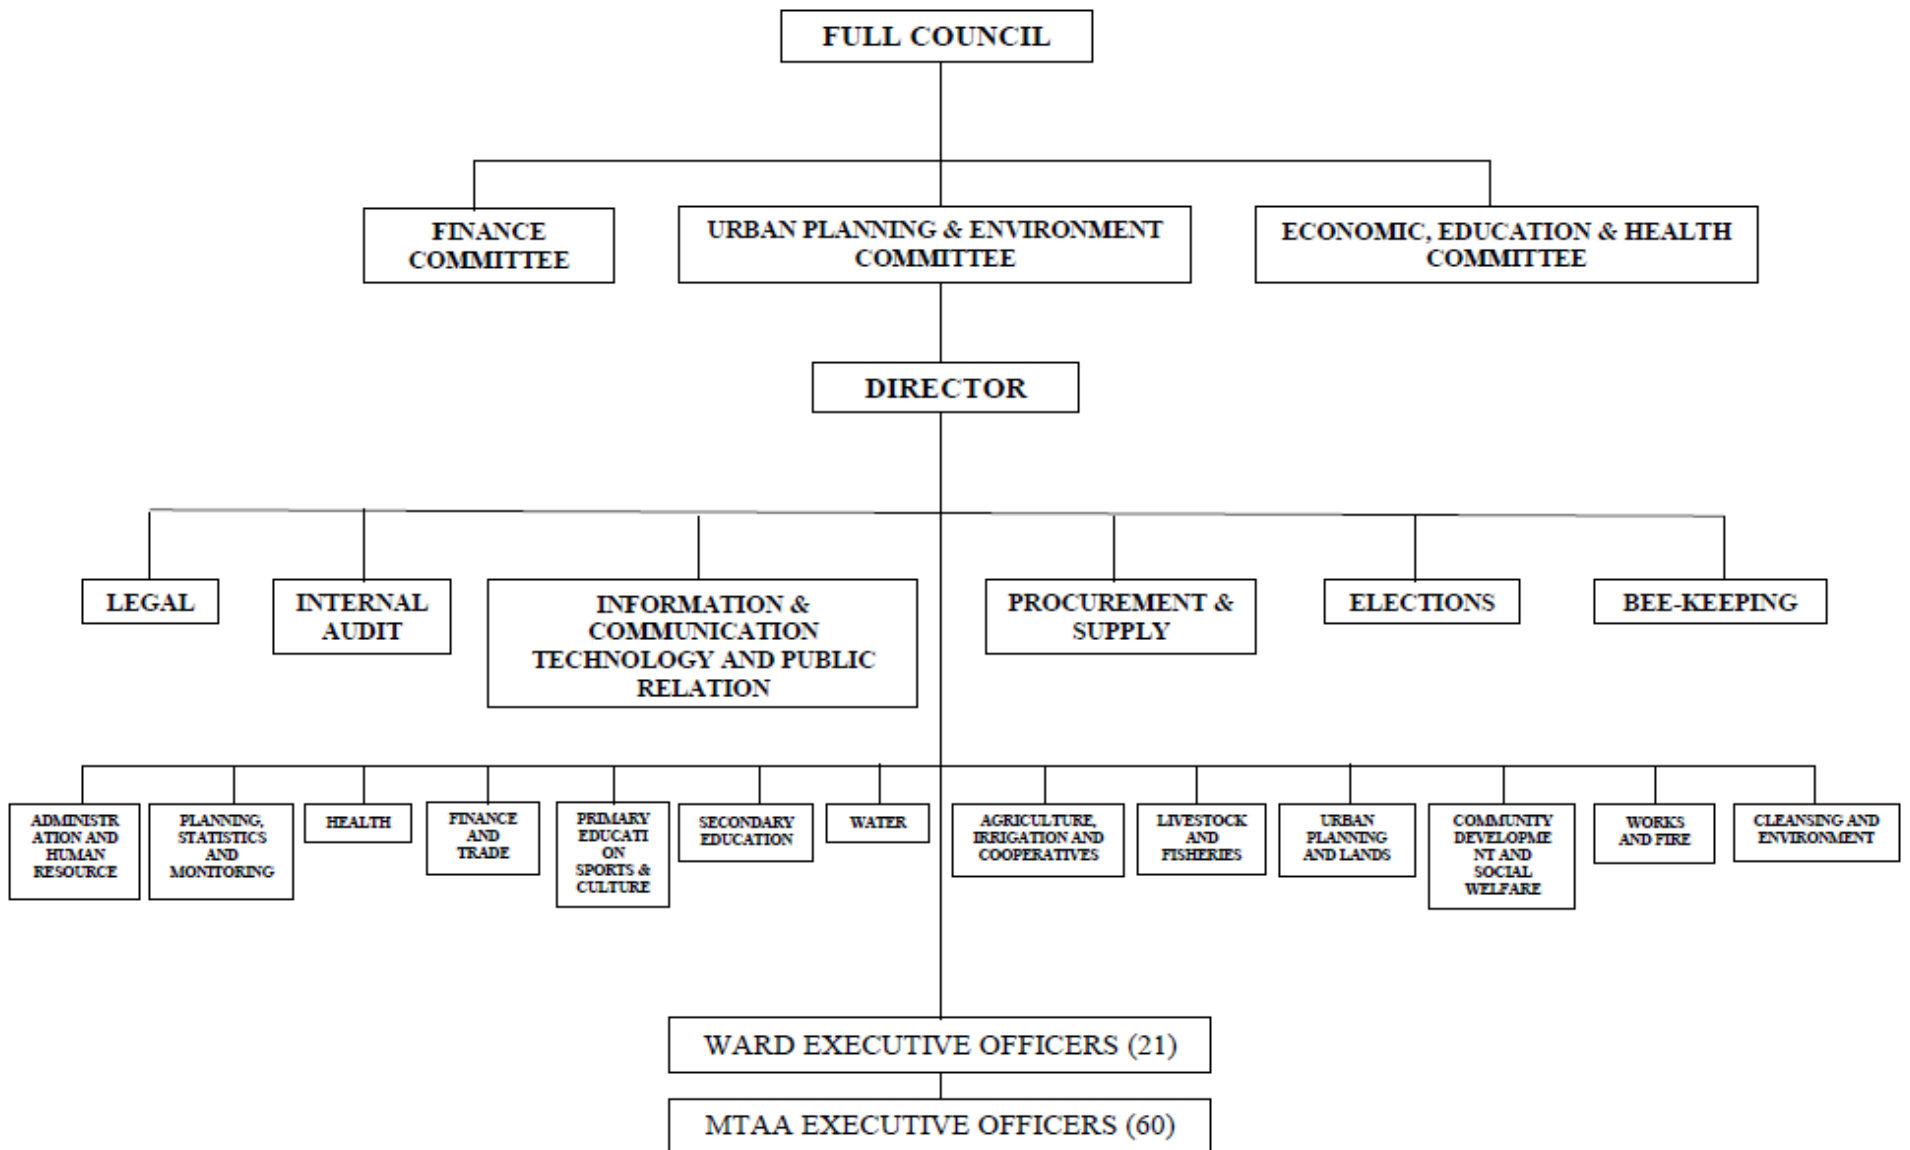 FULL COUNCIL
FINANCE
COMMITTEE
URBAN PLANNING & ENVIRONMENT
COMMITTEE
ECONOMIC, EDUCATION & HEALTH
COMMITTEE
DIRECTOR
LEGAL
INTERNAL
AUDIT
INFORMATION &
COMMUNICATION
TECHNOLOGY AND PUBLIC
RELATION
PROCUREMENT &
SUPPLY
ELECTIONS
BEE-KEEPING
ADMINISTR
ATION AND
HUMAN
RESOURCE
PLANNING,
STATISTICS
AND
MONITORING
HEALTH
FINANCE
AND
TRADE
PRIMARY
EDUCATI
ON
SPORTS &
CULTURE
SECONDARY
EDUCATION
WATER
AGRICULTURE,
IRRIGATION AND
COOPERATIVES
LIVESTOCK
AND
FISHERIES
URBAN
PLANNING
AND LANDS
COMMUNITY
DEVELOPME
NT AND
SOCIAL
WELFARE
WORKS
AND FIRE
CLEANSING AND
ENVIRONMENT
WARD EXECUTIVE OFFICERS (21)
MTAA EXECUTIVE OFFICERS (60)